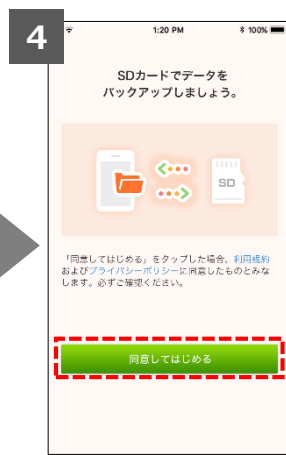 4
1:20 PM
100%
SDカードでデータを
バックアップしましょう。
SD
「同意してはじめる」をタップした場合、利用規約
およびプライバシーポリシーに同意したものとみな
します。必ずご確認ください。
同意してはじめる